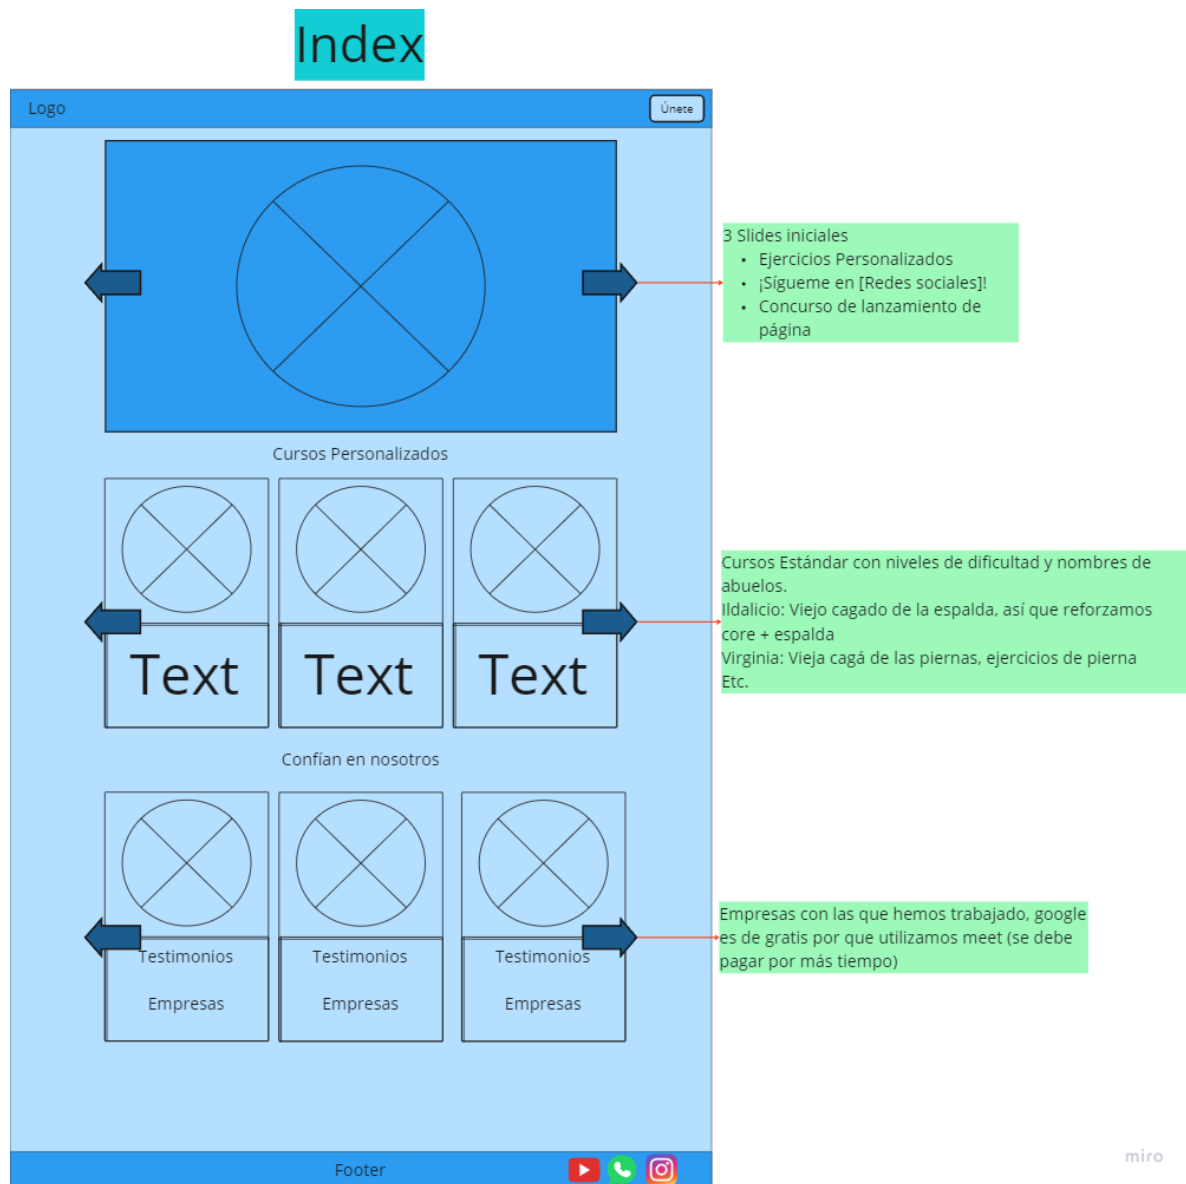 Index
Logo
Únete
3 Slides iniciales
• Ejercicios Personalizados
• ¡Sígueme en [Redes sociales]!
• Concurso de lanzamiento de
página
Cursos Personalizados
Cursos Estándar con niveles de dificultad y nombres de
abuelos.
Ildalicio: Viejo cagado de la espalda, así que reforzamos
core + espalda
Virginia: Vieja cagá de las piernas, ejercicios de pierna
Etc.
Text Text Text
Confían en nosotros
Empresas con las que hemos trabajado, google
es de gratis por que utilizamos meet (se debe
pagar por más tiempo)
Testimonios Testimonios Testimonios
Empresas Empresas Empresas
Footer
miro